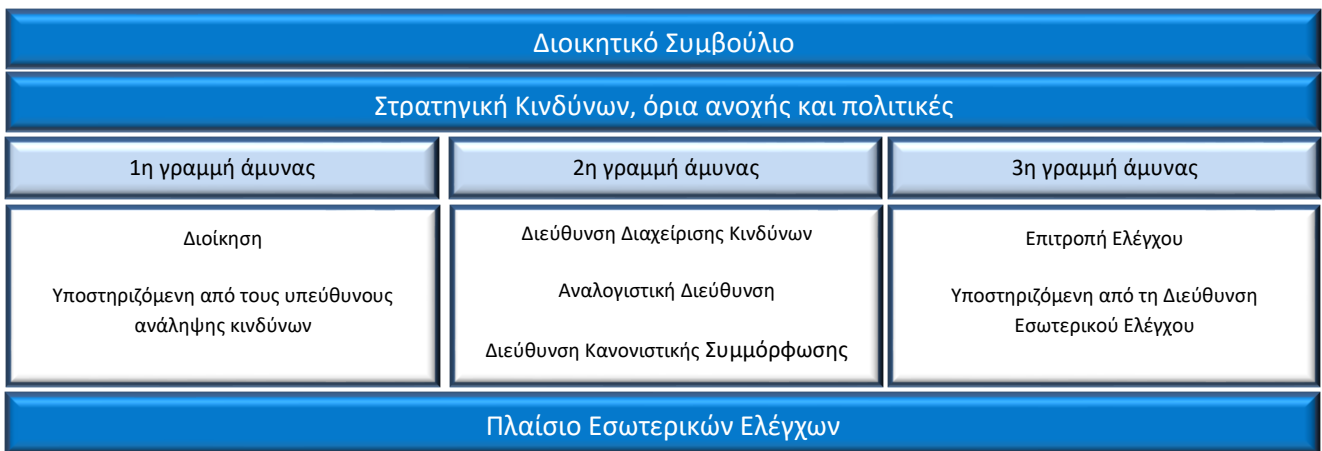 Διοικητικό Συμβούλιο
Στρατηγική Κινδύνων, όρια ανοχής και πολιτικές
1η γραμμή άμυνας
2η γραμμή άμυνας
3η γραμμή άμυνας
Διοίκηση
Υποστηριζόμενη από τους υπεύθυνους
ανάληψης κινδύνων
Διεύθυνση Διαχείρισης Κινδύνων
Αναλογιστική Διεύθυνση
Διεύθυνση Κανονιστικής Συμμόρφωσης
Επιτροπή Ελέγχου
Υποστηριζόμενη από τη Διεύθυνση
Εσωτερικού Ελέγχου
Πλαίσιο Εσωτερικών Ελέγχων